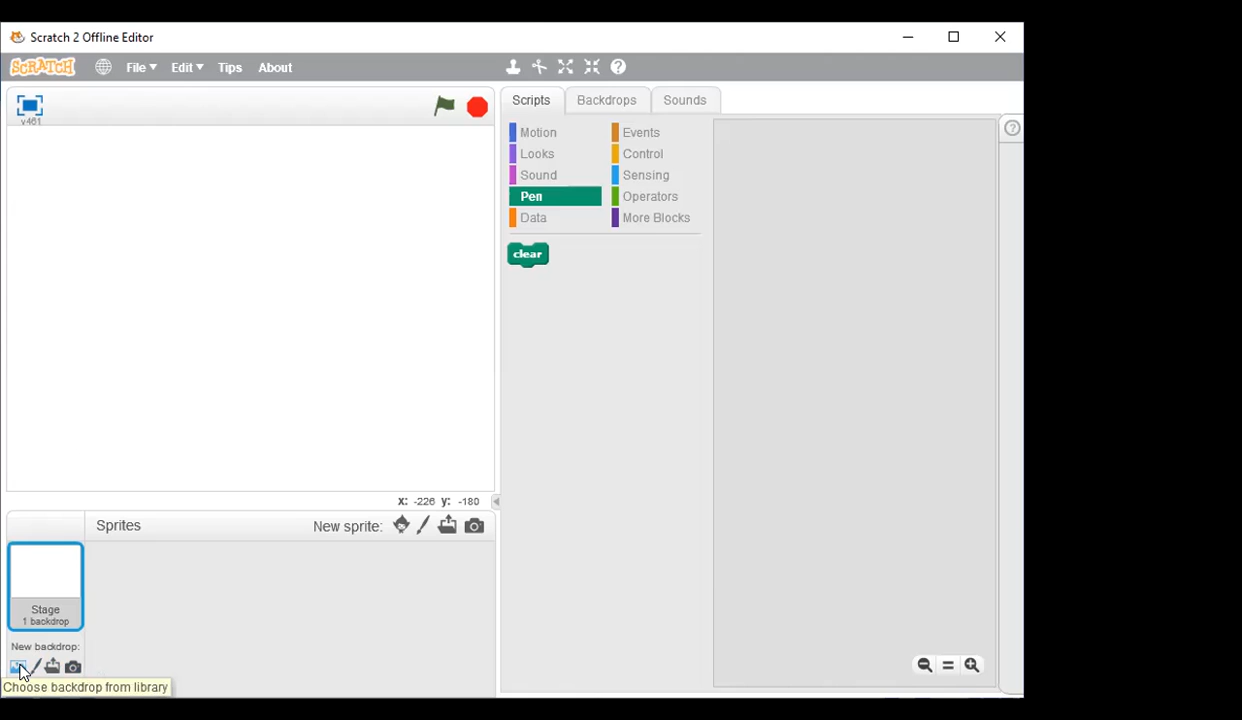 Scratch 2 Offline Editor
SCRATCH File Edit Tips About
v461
Scripts Backdrops Sounds
Motion Events
Looks Control
Sound Sensing
Pen Operators
Data More Blocks
clear
x: -226 y: -180
Sprites New sprite:
Stage
1 backdrop
New backdrop:
Choose backdrop from library